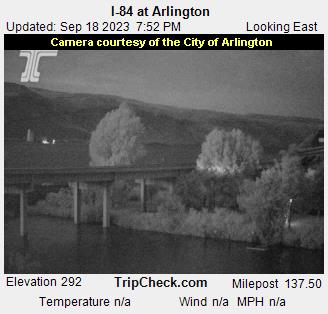 I-84 at Arlington
Updated: Sep 18 2023 7:52 PM Looking East
Camera courtesy of the City of Arlington
Elevation 292 TripCheck.com Milepost 137.50
Temperature n/a Wind n/a MPH n/a